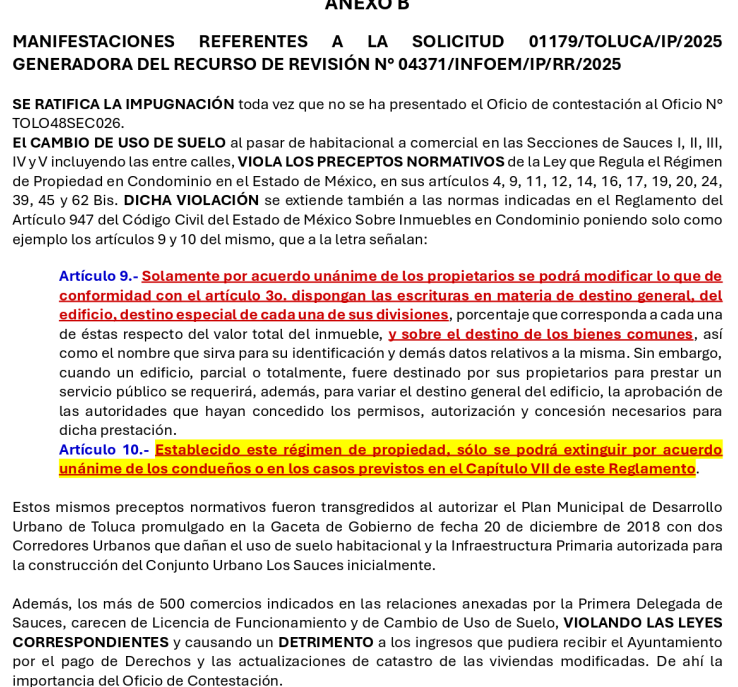 ANEXO B
MANIFESTACIONES REFERENTES A LA SOLICITUD 01179/TOLUCA/IP/2025
GENERADORA DEL RECURSO DE REVISIÓN Nº 04371/INFOEM/IP/RR/2025
SE RATIFICA LA IMPUGNACIÓN toda vez que no se ha presentado el Oficio de contestación al Oficio N°
TOLO48SEC026.
El CAMBIO DE USO DE SUELO al pasar de habitacional a comercial en las Secciones de Sauces I, II, III,
IV y V incluyendo las entre calles, VIOLA LOS PRECEPTOS NORMATIVOS de la Ley que Regula el Régimen
de Propiedad en Condominio en el Estado de México, en sus artículos 4, 9, 11, 12, 14, 16, 17, 19, 20, 24,
39, 45 y 62 Bis. DICHA VIOLACIÓN se extiende también a las normas indicadas en el Reglamento del
Artículo 947 del Código Civil del Estado de México Sobre Inmuebles en Condominio poniendo solo como
ejemplo los artículos 9 y 10 del mismo, que a la letra señalan:
Artículo 9.- Solamente por acuerdo unánime de los propietarios se podrá modificar lo que de
conformidad con el artículo 3o. dispongan las escrituras en materia de destino general, del
edificio, destino especial de cada una de sus divisiones, porcentaje que corresponda a cada una
de éstas respecto del valor total del inmueble, y sobre el destino de los bienes comunes, así
como el nombre que sirva para su identificación y demás datos relativos a la misma. Sin embargo,
cuando un edificio, parcial o totalmente, fuere destinado por sus propietarios para prestar un
servicio público se requerirá, además, para variar el destino general del edificio, la aprobación de
las autoridades que hayan concedido los permisos, autorización y concesión necesarios para
dicha prestación.
Artículo 10.- Establecido este régimen de propiedad, sólo se podrá extinguir por acuerdo
unánime de los condueños o en los casos previstos en el Capítulo VII de este Reglamento.
Estos mismos preceptos normativos fueron transgredidos al autorizar el Plan Municipal de Desarrollo
Urbano de Toluca promulgado en la Gaceta de Gobierno de fecha 20 de diciembre de 2018 con dos
Corredores Urbanos que dañan el uso de suelo habitacional y la Infraestructura Primaria autorizada para
la construcción del Conjunto Urbano Los Sauces inicialmente.
Además, los más de 500 comercios indicados en las relaciones anexadas por la Primera Delegada de
Sauces, carecen de Licencia de Funcionamiento y de Cambio de Uso de Suelo, VIOLANDO LAS LEYES
CORRESPONDIENTES y causando un DETRIMENTO a los ingresos que pudiera recibir el Ayuntamiento
por el pago de Derechos y las actualizaciones de catastro de las viviendas modificadas. De ahí la
importancia del Oficio de Contestación.